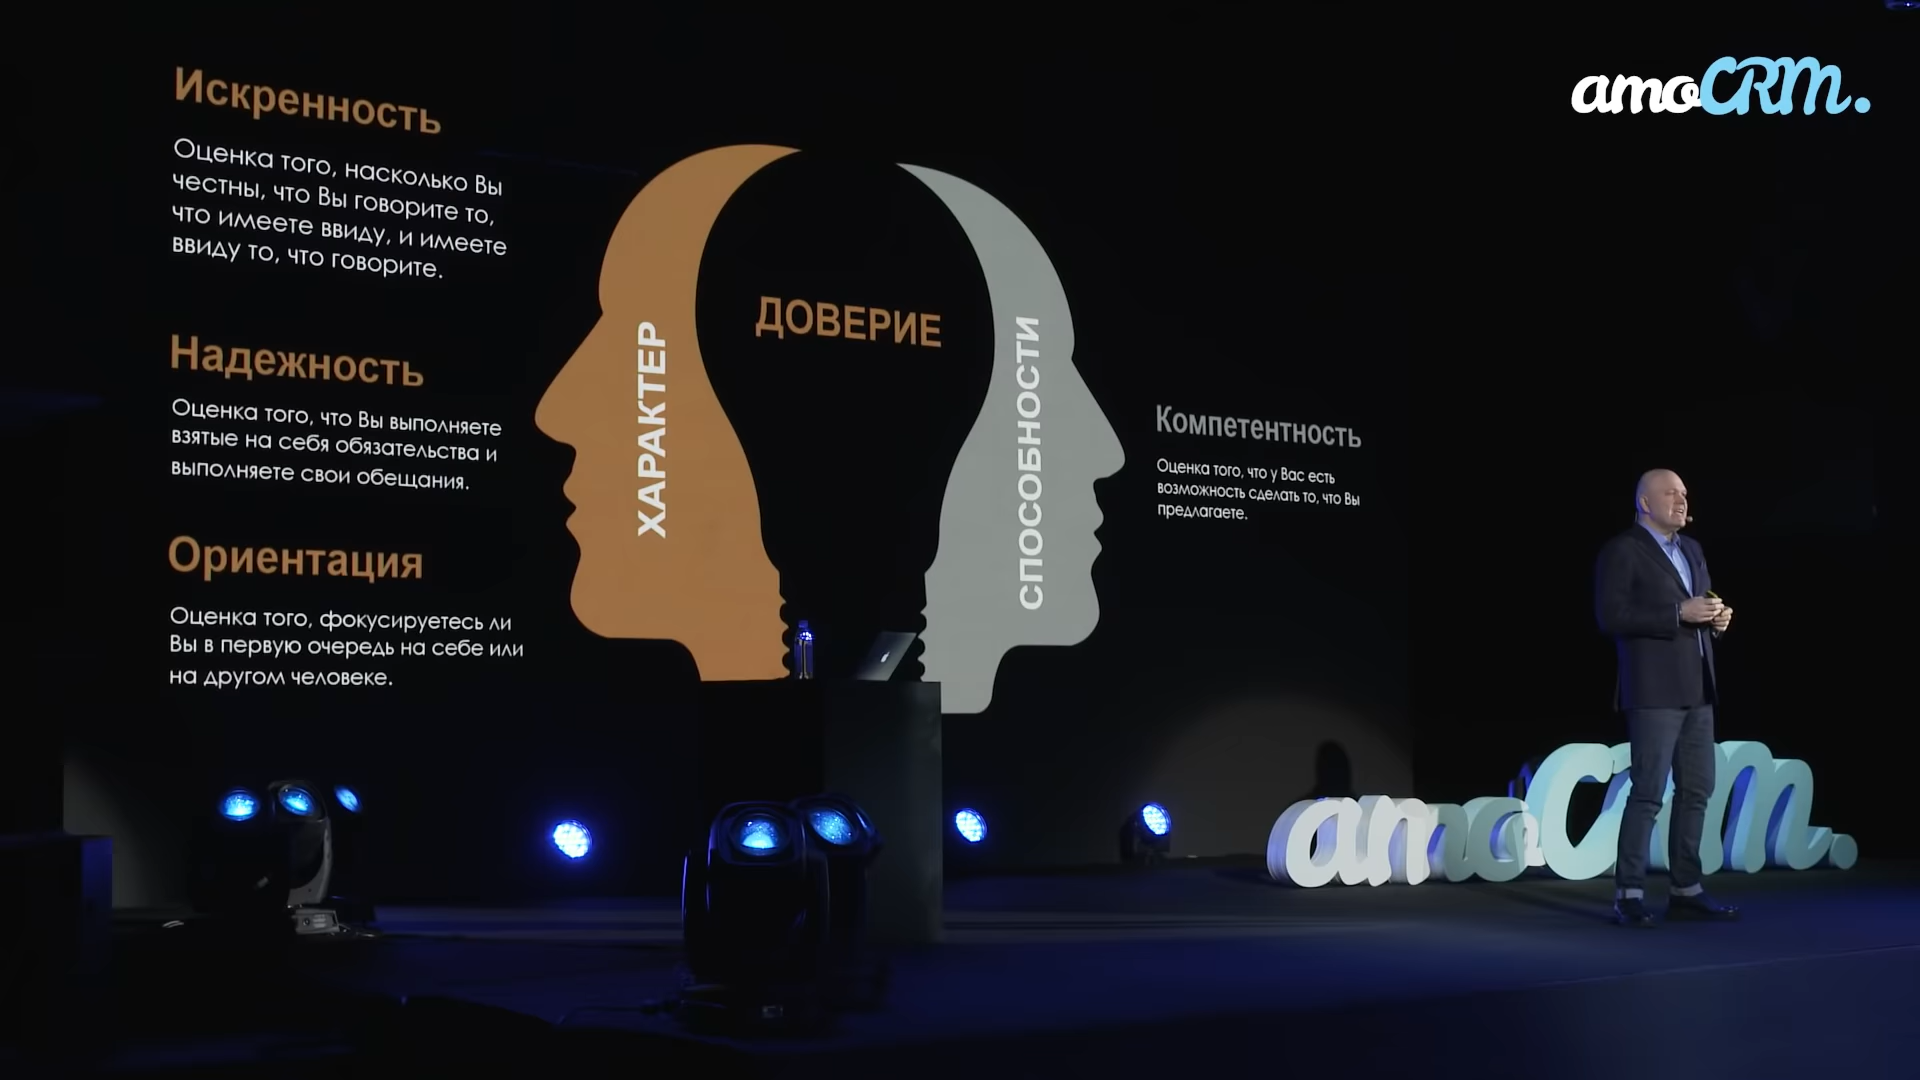 amoCRM.
Искренность
Оценка того, насколько Вы
честны, что Вы говорите то,
что имеете ввиду, и имеете
ввиду то, что говорите.
Надежность
Оценка того, что Вы выполняете
взятые на себя обязательства и
выполняете свои обещания.
Ориентация
Оценка того, фокусируетесь ли
Вы в первую очередь на себе или
на другом человеке.
ХАРАКТЕР
ДОВЕРИЕ
СПОСОБНОСТИ
Компетентность
Оценка того, что у Вас есть
возможность сделать то, что Вы
предлагаете.
amoCRM.